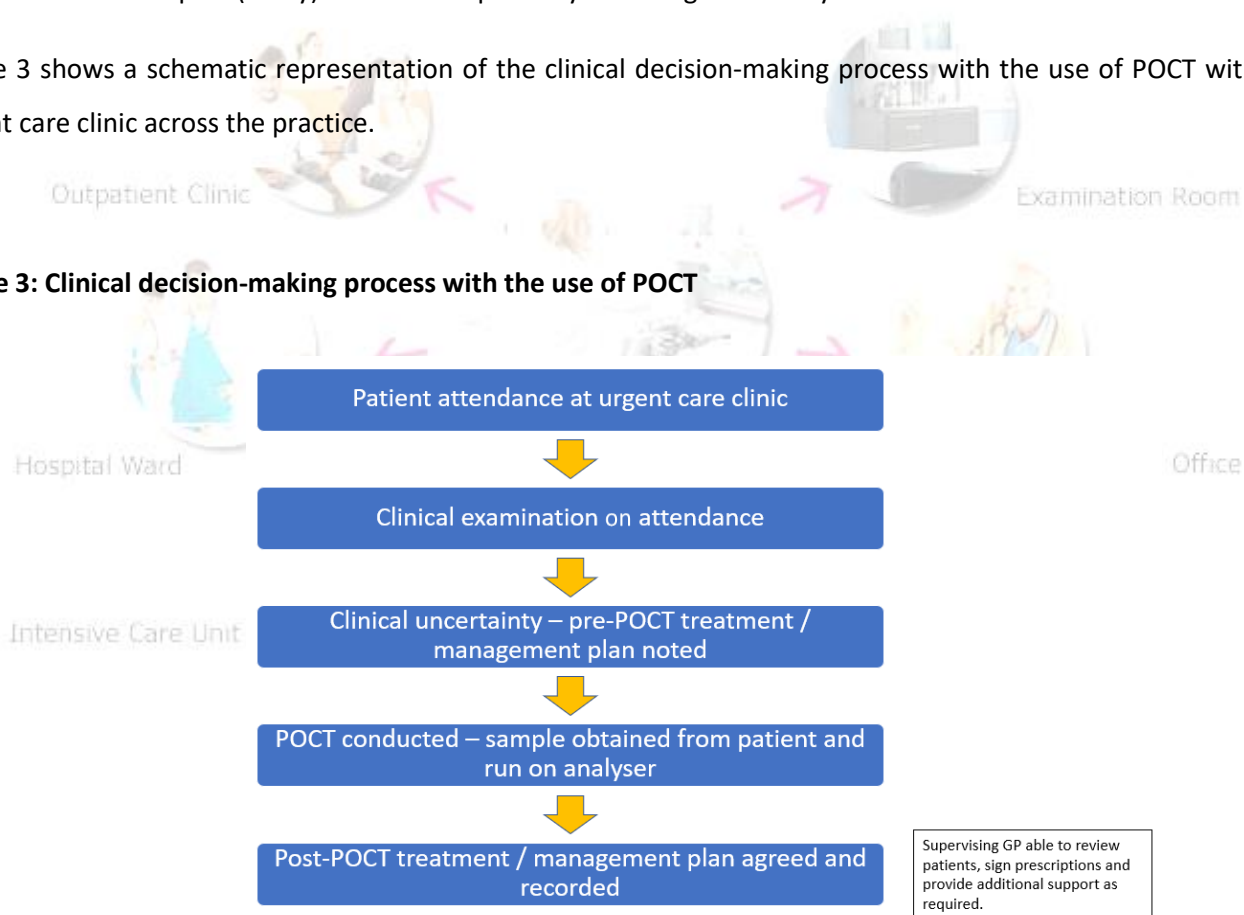 e 3 shows a schematic representation of the clinical decision-making process with the use of POCT wit
t care clinic across the practice.
Outpatient Clinic
Examination Room
e 3: Clinical decision-making process with the use of POCT
Patient attendance at urgent care clinic
Hospital Ward
Office
Clinical examination on attendance
Intensive Care Unit
Clinical uncertainty – pre-POCT treatment /
management plan noted
POCT conducted – sample obtained from patient and
run on analyser
Post-POCT treatment / management plan agreed and
recorded
Supervising GP able to review
patients, sign prescriptions and
provide additional support as
required.